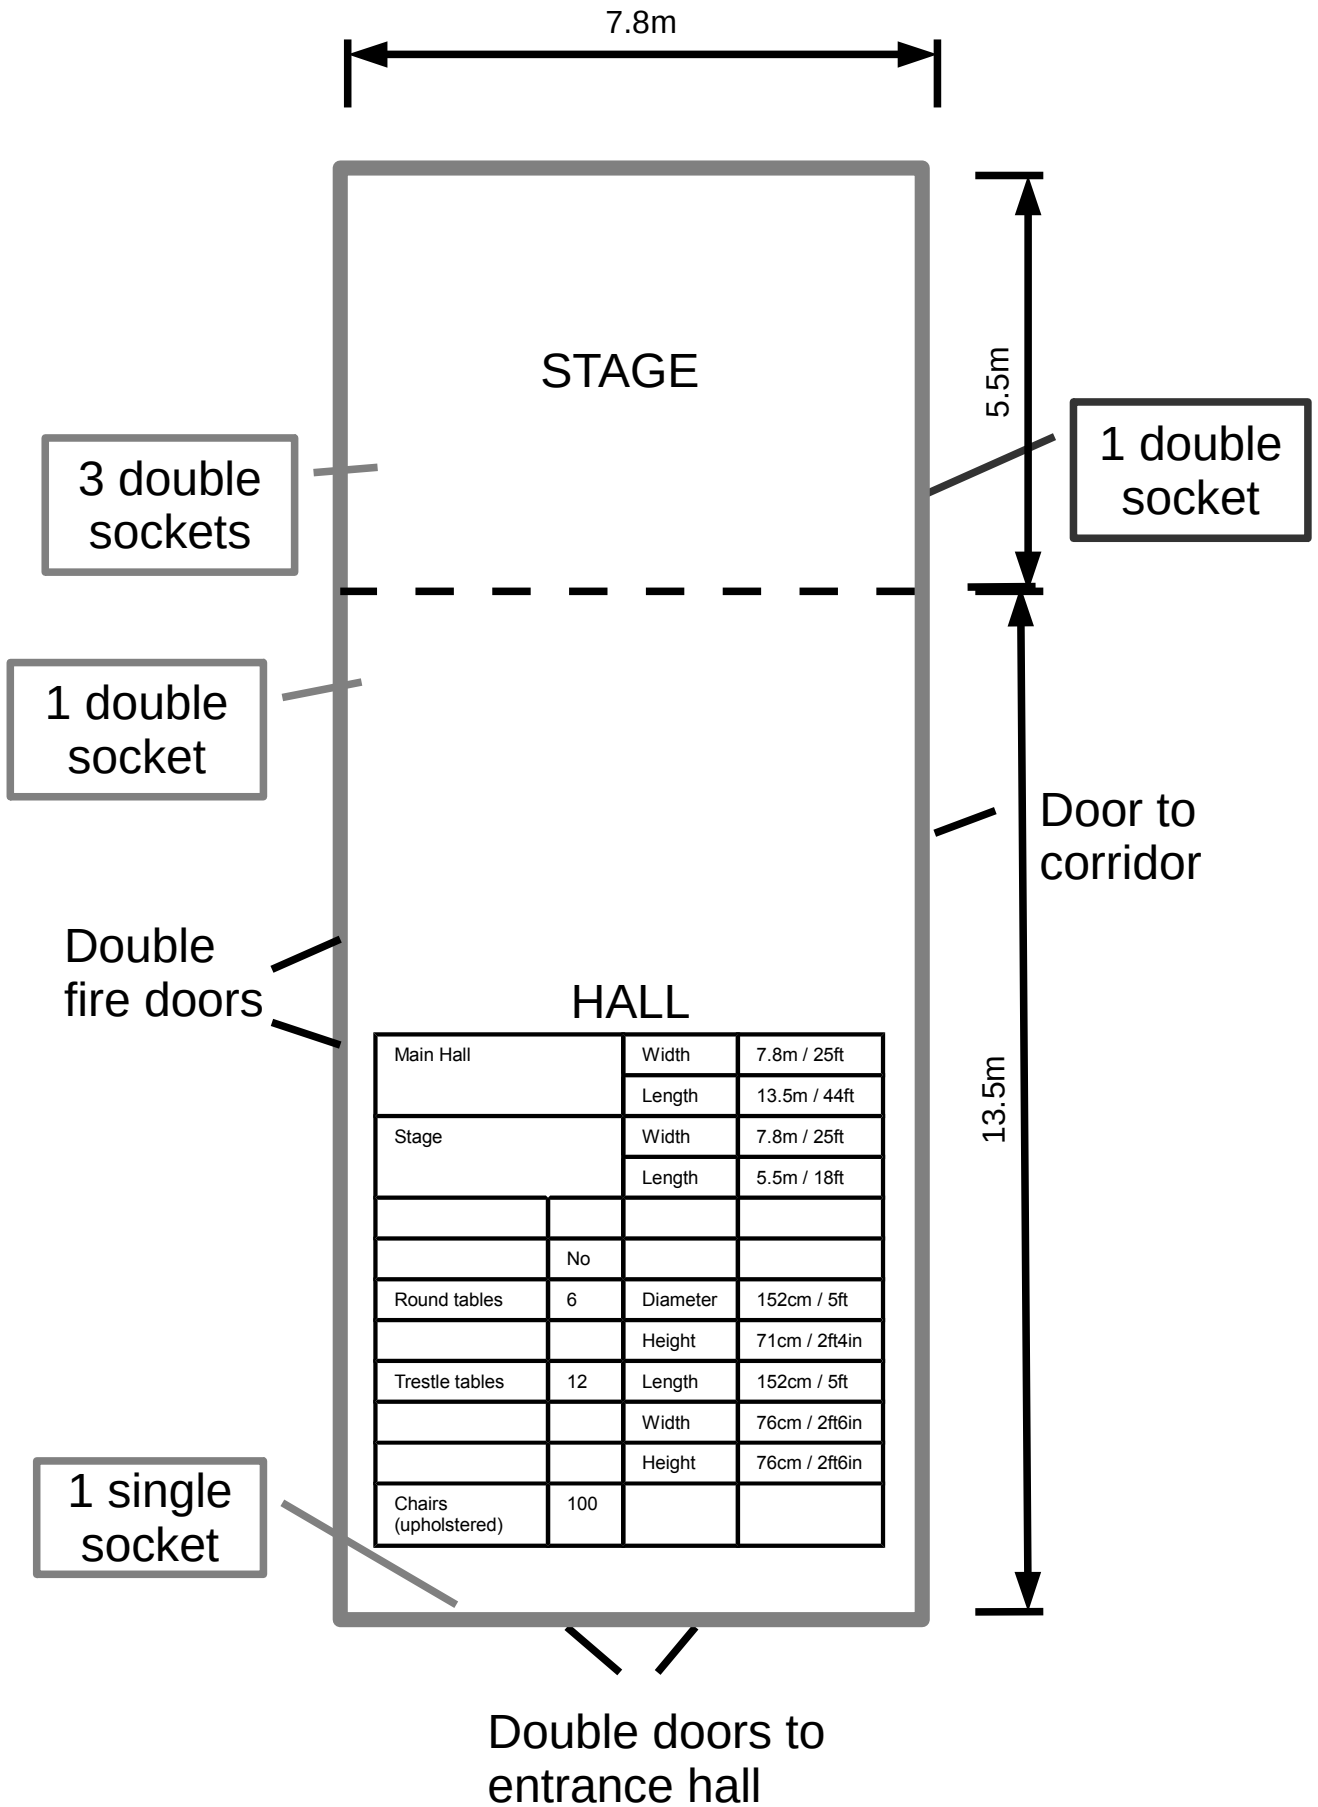 7.8m
STAGE
5.5m
3 double
sockets
1 double
socket
1 double
socket
Door to
corridor
Double
fire doors
HALL
13.5m
Main Hall Width 7.8m / 25ft
Length 13.5m / 44ft
Stage Width 7.8m / 25ft
Length 5.5m / 18ft
No
Round tables 6 Diameter 152cm / 5ft
Height 71cm / 2ft4in
Trestle tables 12 Length 152cm / 5ft
Width 76cm / 2ft6in
Height 76cm / 2ft6in
Chairs 100
(upholstered)
1 single
socket
Double doors to
entrance hall